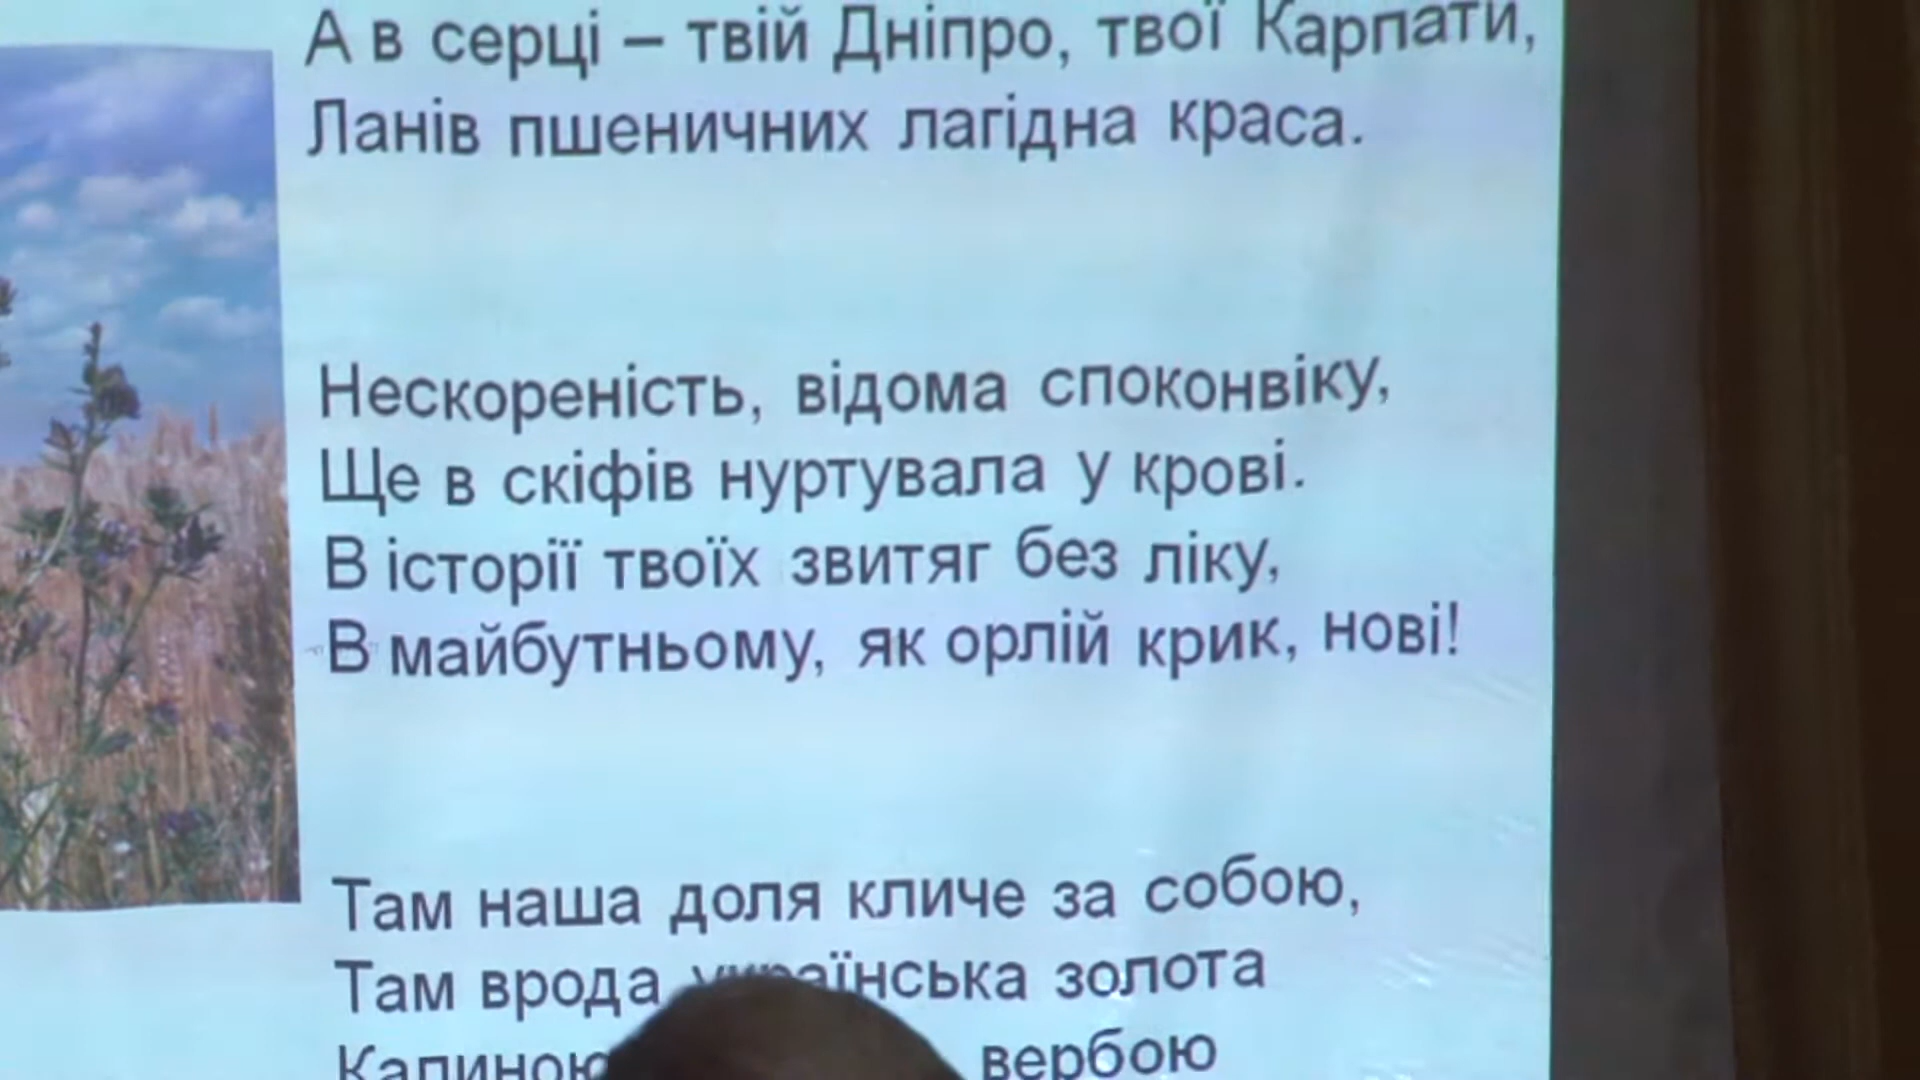 А в серці – твій Дніпро, твої Карпати,
Ланів пшеничних лагідна краса.
Нескореність, відома споконвіку,
Ще в скіфів нуртувала у крові.
В історії твоїх звитяг без ліку,
В майбутньому, як орлій крик, нові!
Там наша доля кличе за собою,
Там врода українська золота
вербою